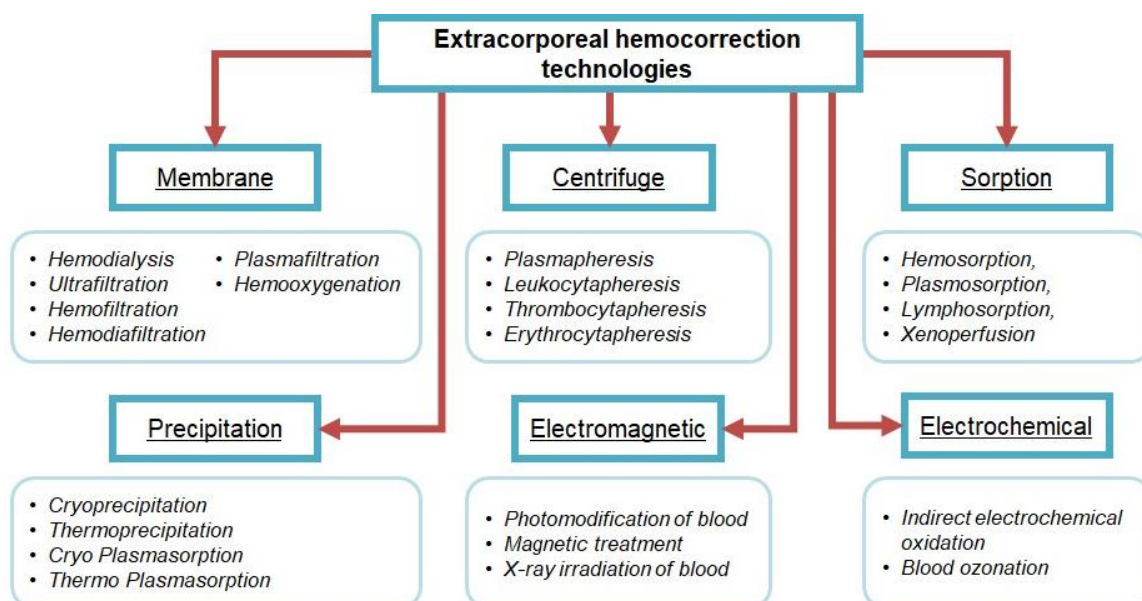 Extracorporeal hemocorrection
technologies
Membrane
Centrifuge
Sorption
• Hemodialysis
• Ultrafiltration
• Hemofiltration
• Hemodiafiltration
• Plasmafiltration
• Hemooxygenation
• Plasmapheresis
• Leukocytapheresis
• Thrombocytapheresis
• Erythrocytapheresis
• Hemosorption,
• Plasmosorption,
• Lymphosorption,
• Xenoperfusion
Precipitation
Electromagnetic
Electrochemical
• Cryoprecipitation
• Thermoprecipitation
• Cryo Plasmasorption
• Thermo Plasmasorption
• Photomodification of blood
• Magnetic treatment
• X-ray irradiation of blood
• Indirect electrochemical
oxidation
• Blood ozonation